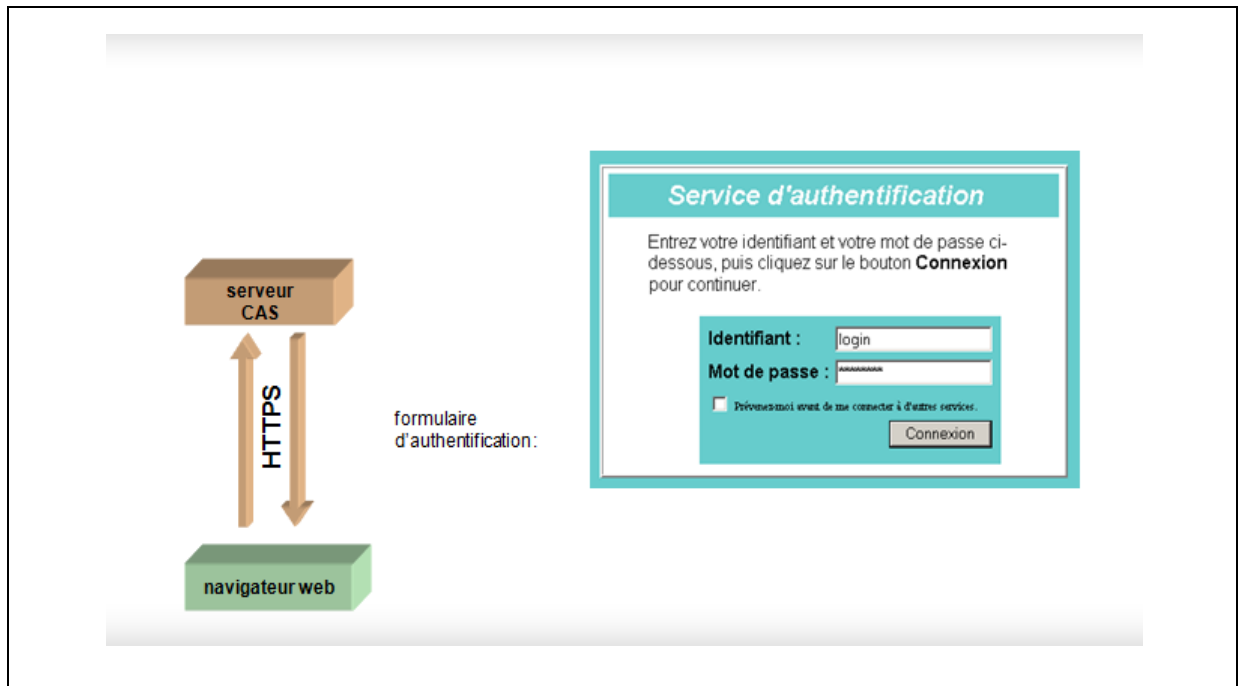 Service d'authentification
Entrez votre identifiant et votre mot de passe ci-
dessous, puis cliquez sur le bouton Connexion
pour continuer.
Identifiant :
login
Mot de passe :
********
Prévenez-moi avant de me connecter à d'autres services.
Connexion
serveur
CAS
HTTPS
formulaire
d'authentification :
navigateur web